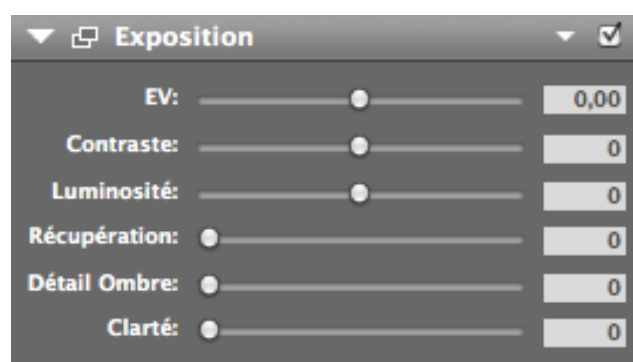 Exposition
EV: 0,00
Contraste: 0
Luminosité: 0
Récupération: 0
Détail Ombre: 0
Clarté: 0